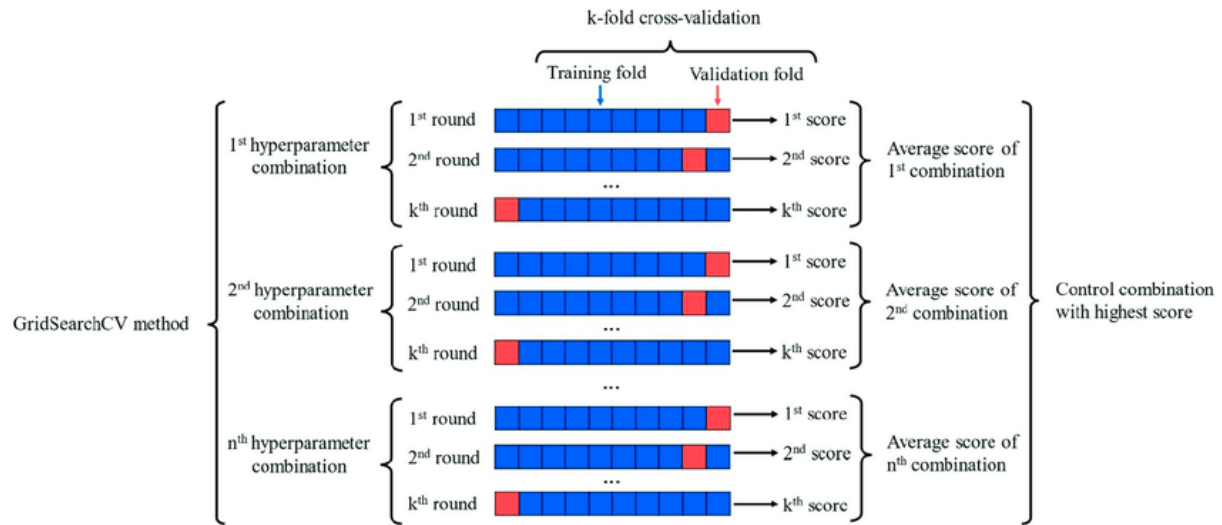 k-fold cross-validation
Training fold
Validation fold
GridSearchCV method
1st hyperparameter
combination
1st round
1st score
2nd round
2nd score
...
kth round
kth score
Average score of
1st combination
2nd hyperparameter
combination
1st round
1st score
2nd round
2nd score
...
kth round
kth score
Average score of
2nd combination
...
nth hyperparameter
combination
1st round
1st score
2nd round
2nd score
...
kth round
kth score
Average score of
nth combination
Control combination
with highest score